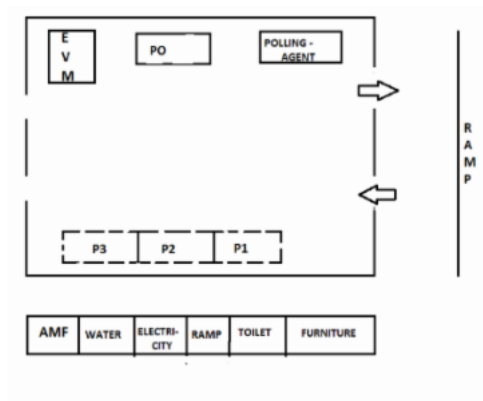 E
V
M
PO
POLLING -
AGENT
R
A
M
P
P3
P2
P1
AMF
WATER
ELECTRI-
CITY
RAMP
TOILET
FURNITURE